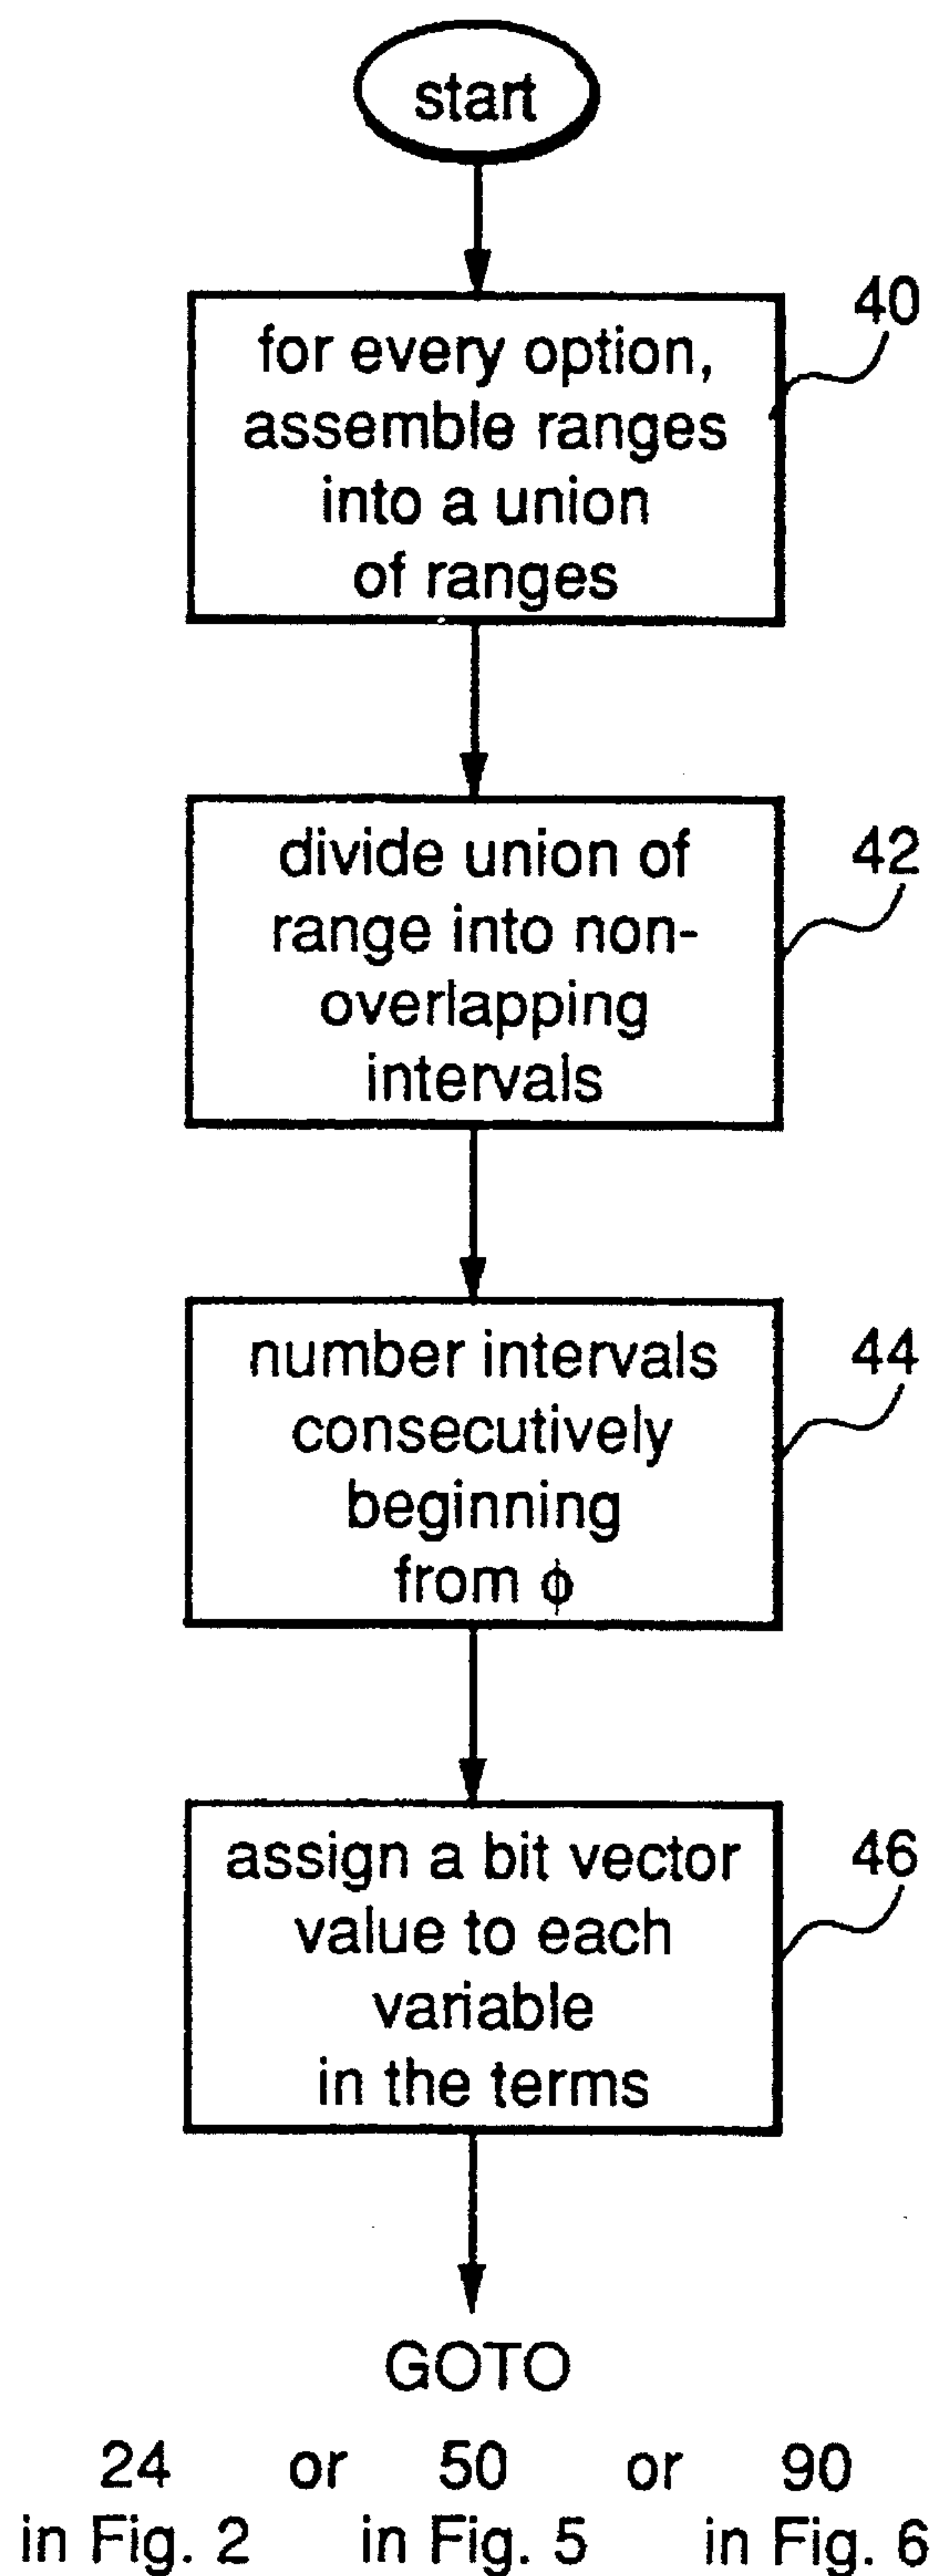 start
40
for every option,
assemble ranges
into a union
of ranges
42
divide union of
range into non-
overlapping
intervals
44
number intervals
consecutively
beginning
from ϕ
46
assign a bit vector
value to each
variable
in the terms
GOTO
24 or 50 or 90
in Fig. 2 in Fig. 5 in Fig. 6